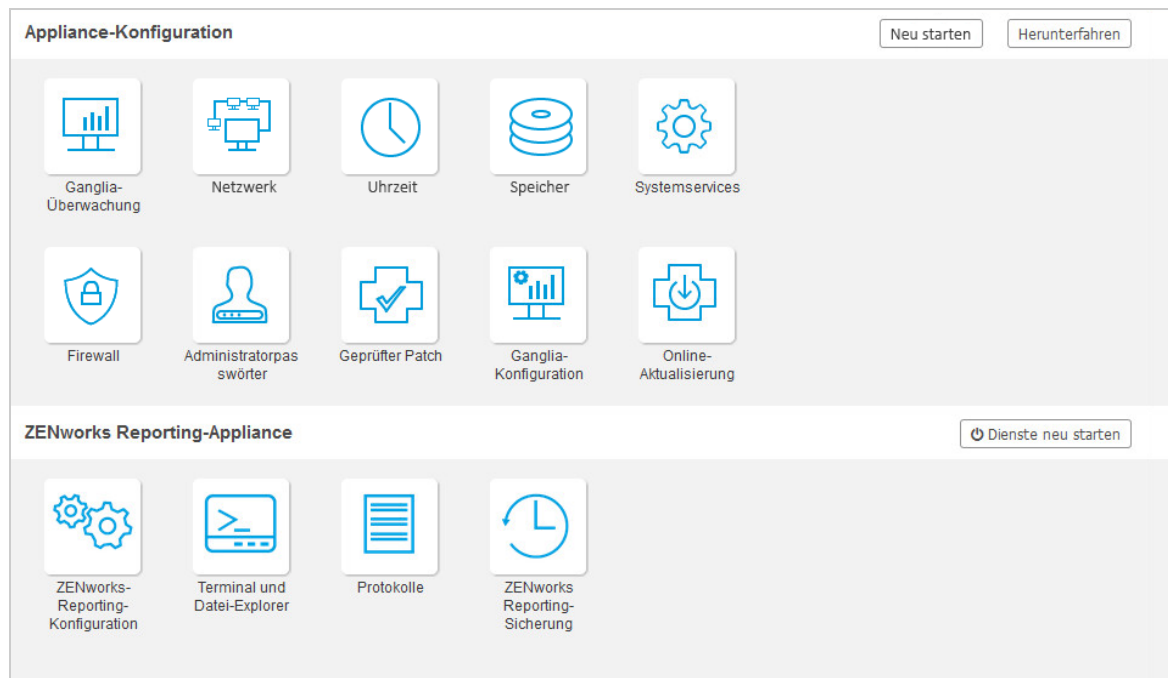 Appliance-Konfiguration
Neu starten
Herunterfahren
Ganglia-
Überwachung
Netzwerk
Uhrzeit
Speicher
Systemservices
Firewall
Administratorpas
swörter
Geprüfter Patch
Ganglia-
Konfiguration
Online-
Aktualisierung
ZENworks Reporting-Appliance
Dienste neu starten
ZENworks-
Reporting-
Konfiguration
Terminal und
Datei-Explorer
Protokolle
ZENworks
Reporting-
Sicherung